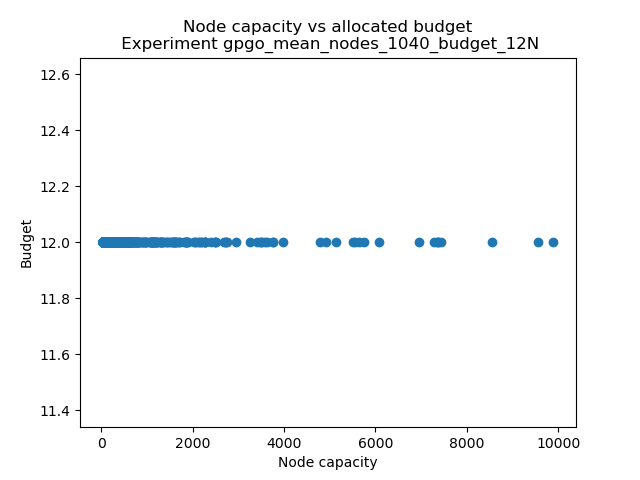 Node capacity vs allocated budget
Experiment gpgo_mean_nodes_1040_budget_12N
12.6
12.4
12.2
12.0
11.8
11.6
11.4
Budget
0 2000 4000 6000 8000 10000
Node capacity